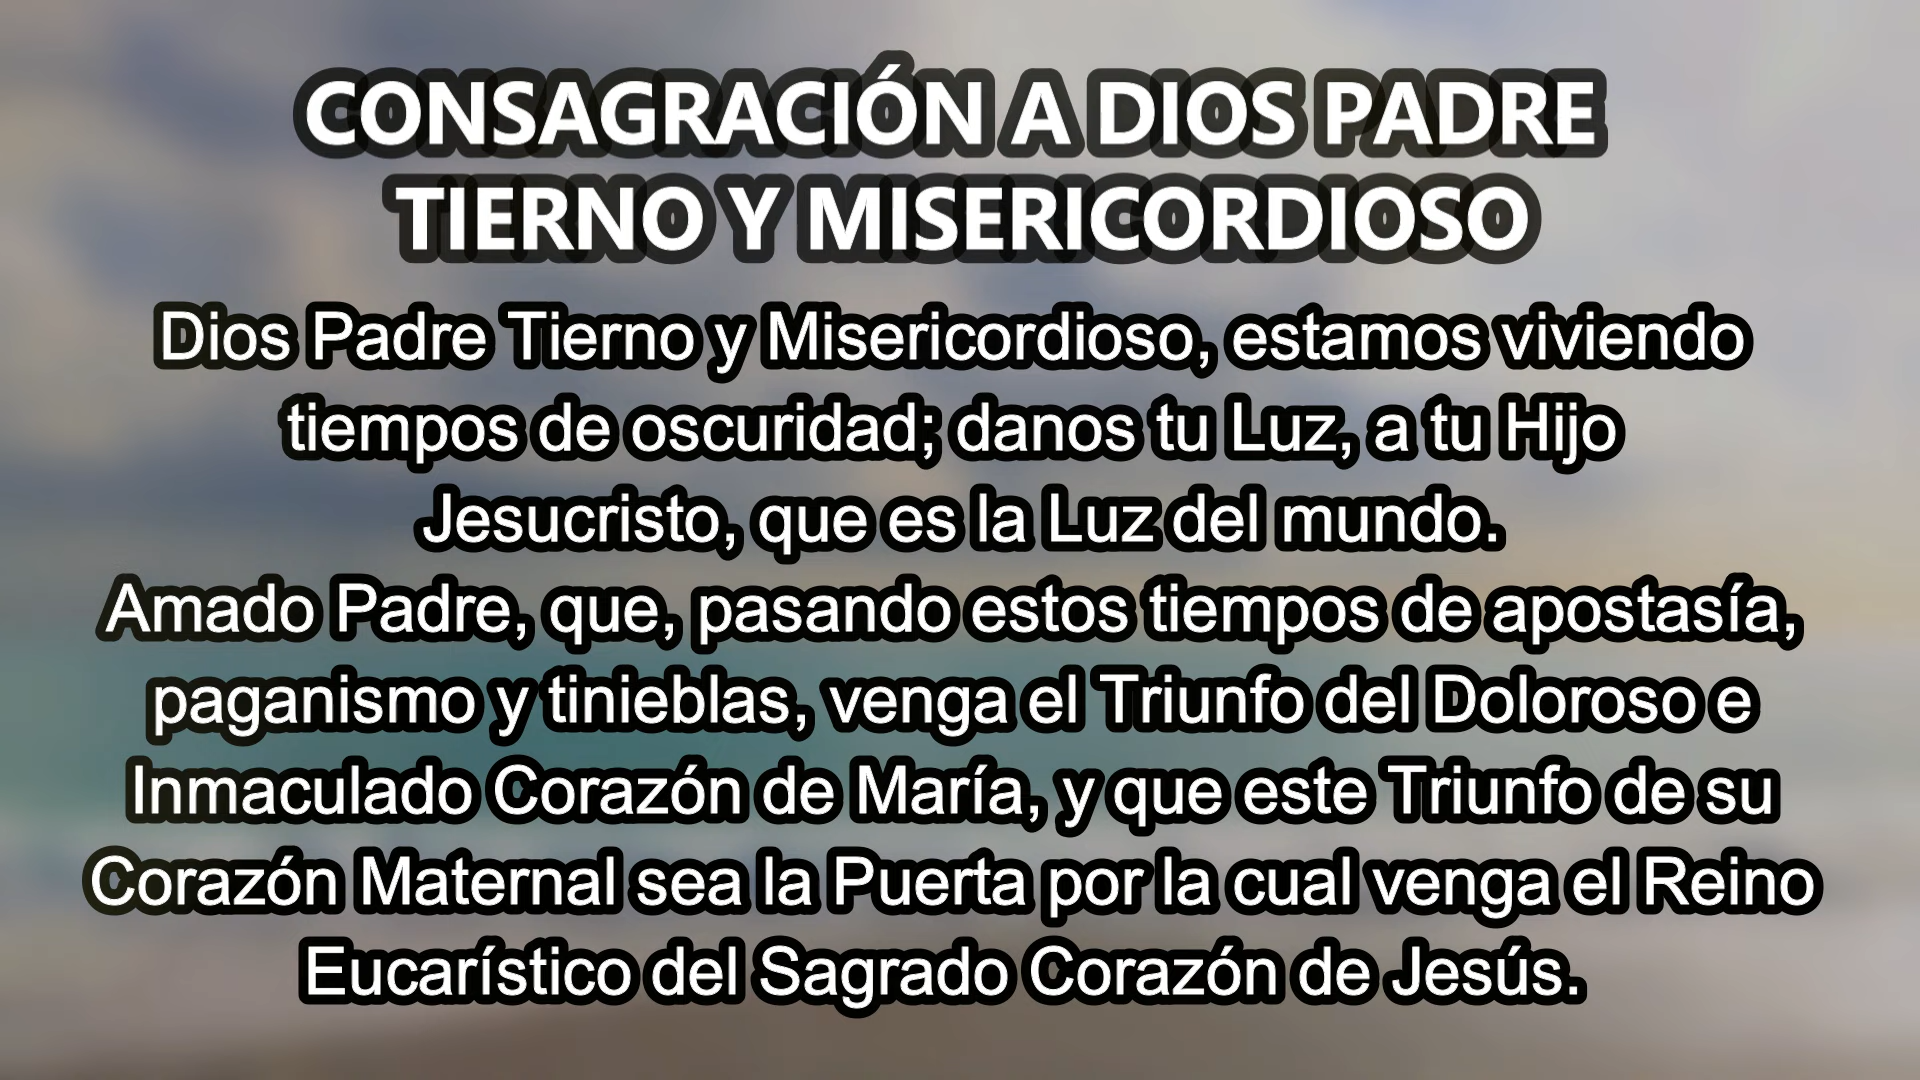 CONSAGRACIÓN A DIOS PADRE
TIERNO Y MISERICORDIOSO
Dios Padre Tierno y Misericordioso, estamos viviendo
tiempos de oscuridad; danos tu Luz, a tu Hijo
Jesucristo, que es la Luz del mundo.
Amado Padre, que, pasando estos tiempos de apostasía,
paganismo y tinieblas, venga el Triunfo del Doloroso e
Inmaculado Corazón de María, y que este Triunfo de su
Corazón Maternal sea la Puerta por la cual venga el Reino
Eucarístico del Sagrado Corazón de Jesús.